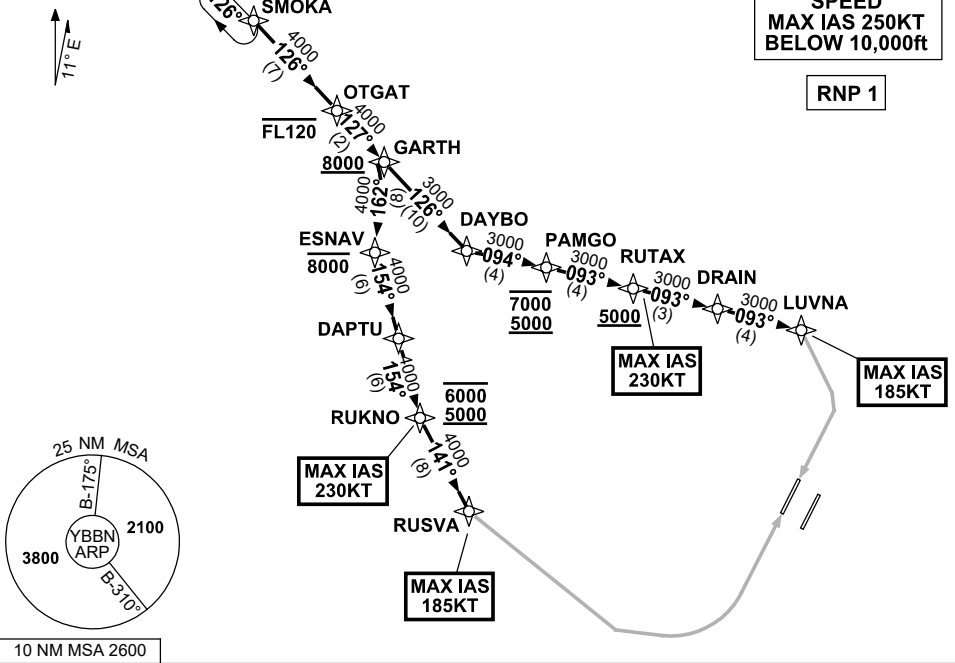 SPEED
MAX IAS 250KT
BELOW 10,000ft
RNP 1
11° E
126°
SMOKA
4000
126°
(7)
OTGAT
FL120
4000
127°
(2)
GARTH
8000
3000
126°
(10)
4000
162°
(8)
DAYBO
3000
094°
(4)
PAMGO
7000
5000
3000
093°
(4)
RUTAX
5000
MAX IAS
230KT
3000
093°
(3)
DRAIN
3000
093°
(4)
LUVNA
MAX IAS
185KT
ESNAV
8000
4000
154°
(6)
DAPTU
4000
154°
(6)
RUKNO
6000
5000
MAX IAS
230KT
4000
141°
(8)
RUSVA
MAX IAS
185KT
25 NM MSA
B-175°
YBBN
ARP
2100
3800
B-310°
10 NM MSA 2600